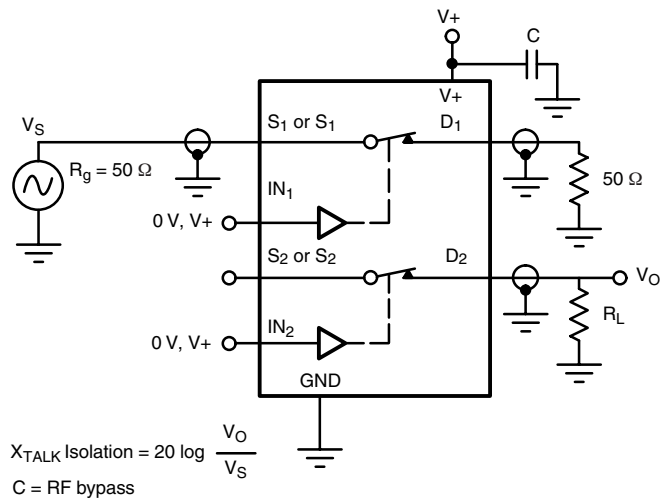 V+
C
V+
VS
S1 or S1
D1
Rg = 50 Ω
50 Ω
IN1
0 V, V+
S2 or S2
D2
VO
RL
IN2
0 V, V+
GND
XTALK Isolation = 20 log VO
VS
C = RF bypass